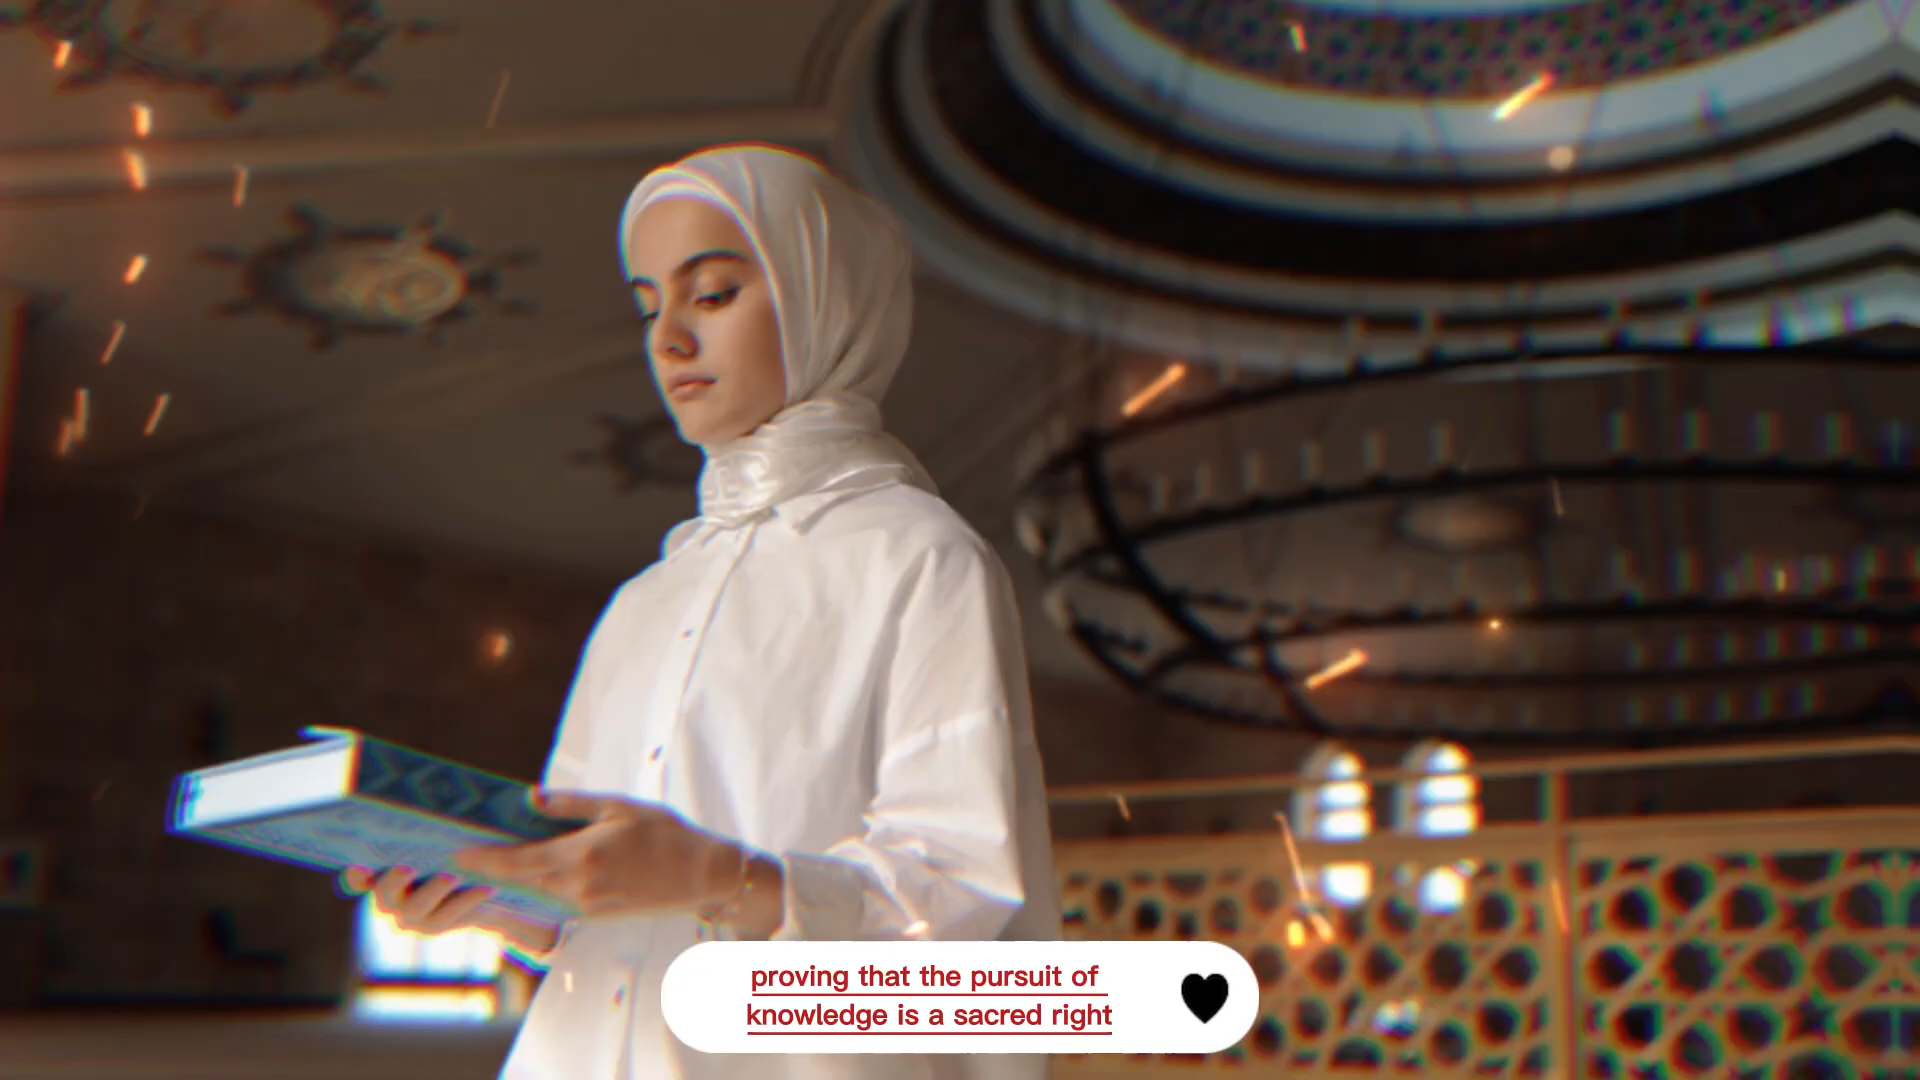 proving that the pursuit of
knowledge is a sacred right